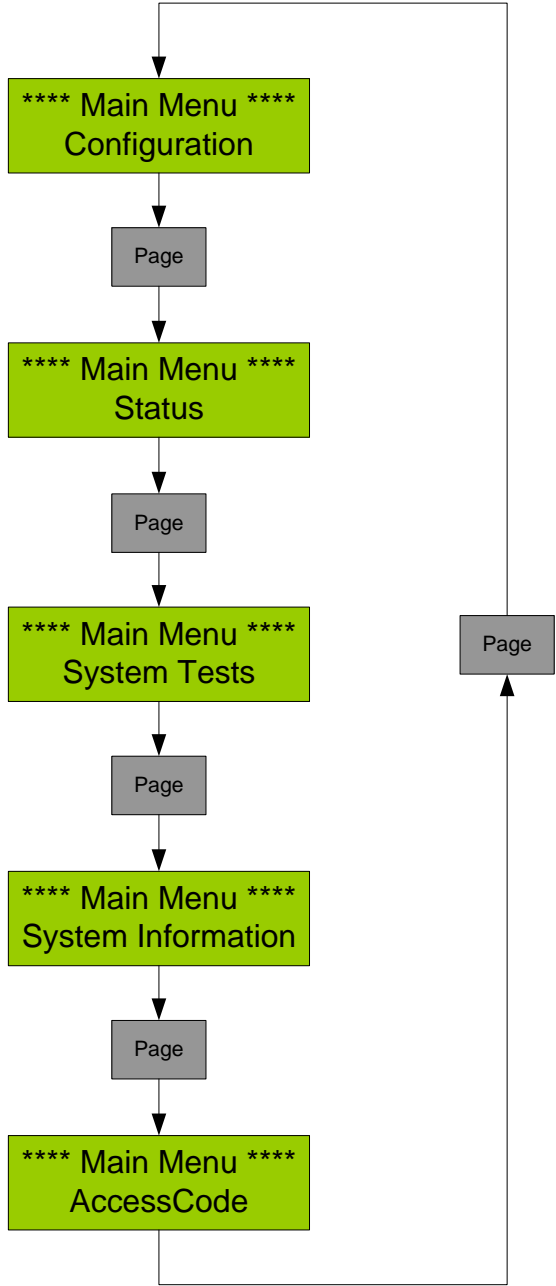 **** Main Menu ****
Configuration
Page
**** Main Menu ****
Status
Page
**** Main Menu ****
System Tests
Page
Page
**** Main Menu ****
System Information
Page
**** Main Menu ****
AccessCode